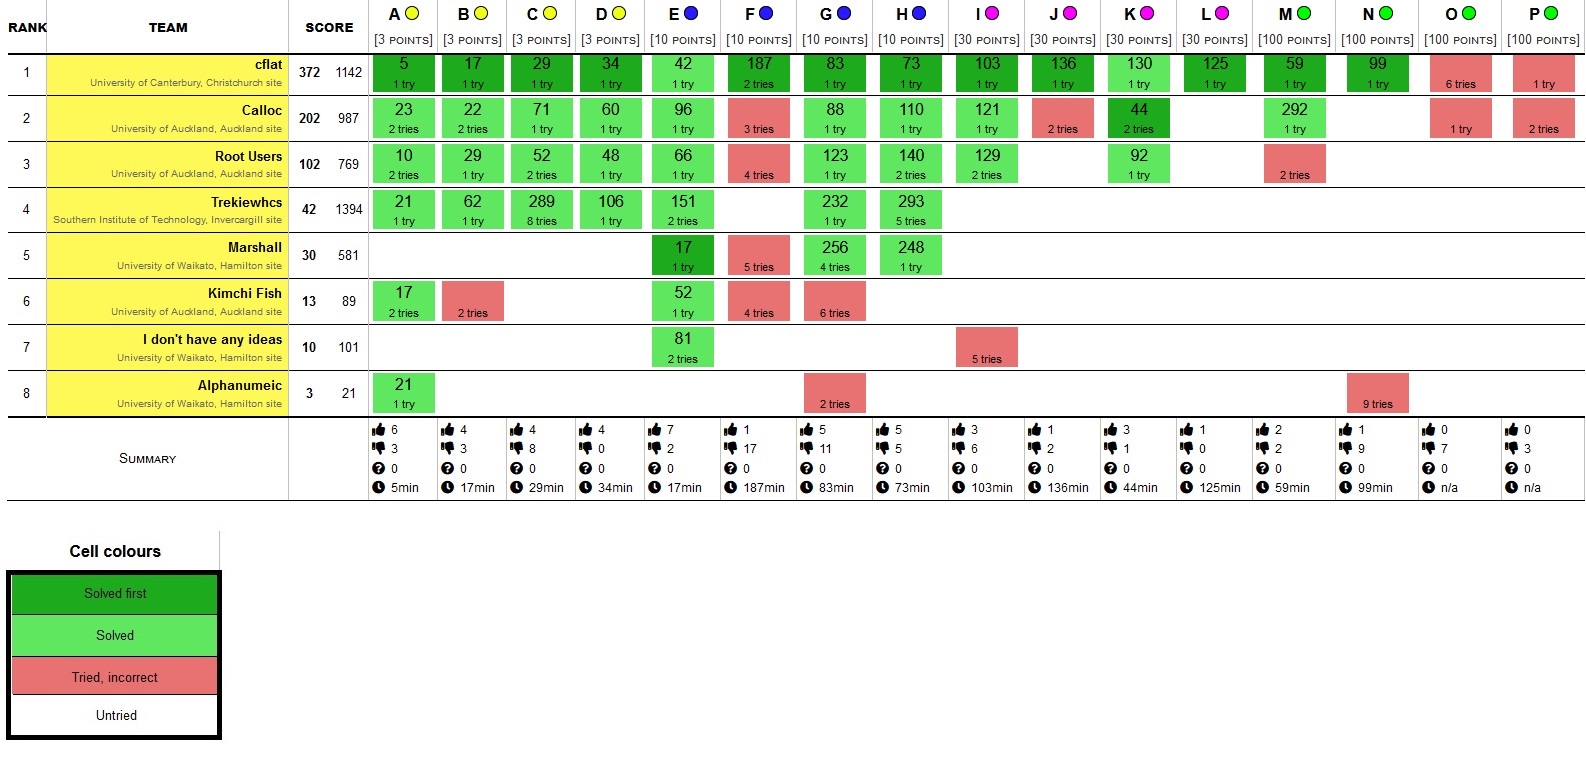 RANK TEAM SCORE A B C D E F G H I J K L M N O P
[3 POINTS] [3 POINTS] [3 POINTS] [3 POINTS] [10 POINTS] [10 POINTS] [10 POINTS] [10 POINTS] [30 POINTS] [30 POINTS] [30 POINTS] [30 POINTS] [100 POINTS] [100 POINTS] [100 POINTS] [100 POINTS]
1 cflat 372 1142 5 17 29 34 42 187 83 73 103 136 130 125 59 99
University of Canterbury, Christchurch site 1 try 1 try 1 try 1 try 1 try 2 tries 1 try 1 try 1 try 1 try 1 try 1 try 1 try 1 try 6 tries 1 try
2 Calloc 202 987 23 22 71 60 96 88 110 121 44 292
University of Auckland, Auckland site 2 tries 2 tries 1 try 1 try 1 try 3 tries 1 try 1 try 1 try 2 tries 2 tries 1 try 1 try 2 tries
3 Root Users 102 769 10 29 52 48 66 123 140 129 92
University of Auckland, Auckland site 2 tries 1 try 2 tries 1 try 1 try 4 tries 1 try 2 tries 2 tries 1 try 2 tries
4 Trekiewhcs 42 1394 21 62 289 106 151 232 293
Southern Institute of Technology, Invercargill site 1 try 1 try 8 tries 1 try 2 tries 1 try 5 tries
5 Marshall 30 581 17 256 248
University of Waikato, Hamilton site 1 try 5 tries 4 tries 1 try
6 Kimchi Fish 13 89 17 52
University of Auckland, Auckland site 2 tries 2 tries 1 try 4 tries 6 tries
7 I don't have any ideas 10 101 81
University of Waikato, Hamilton site 2 tries 5 tries
8 Alphanumeic 3 21 21
University of Waikato, Hamilton site 1 try 2 tries 9 tries
SUMMARY
6 4 4 4 7 1 5 5 3 1 3 1 2 1 0 0
3 3 8 0 2 17 11 5 6 2 1 0 2 9 7 3
? 0 ? 0 ? 0 ? 0 ? 0 ? 0 ? 0 ? 0 ? 0 ? 0 ? 0 ? 0 ? 0 ? 0 ? 0 ? 0
5min 17min 29min 34min 17min 187min 83min 73min 103min 136min 44min 125min 59min 99min n/a n/a
Cell colours
Solved first
Solved
Tried, incorrect
Untried